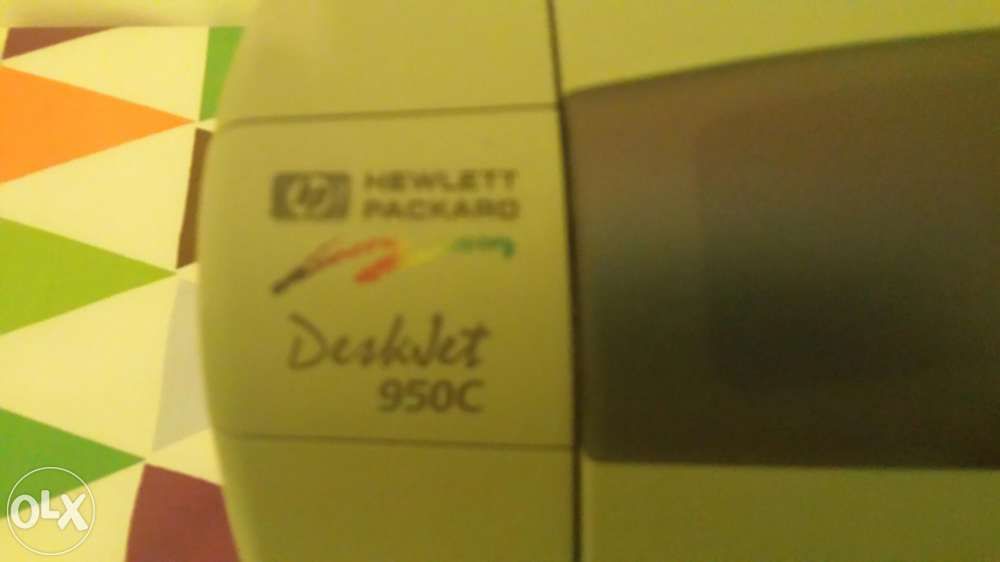 hp HEWLETT
PACKARD
DeskJet
950C
OLX